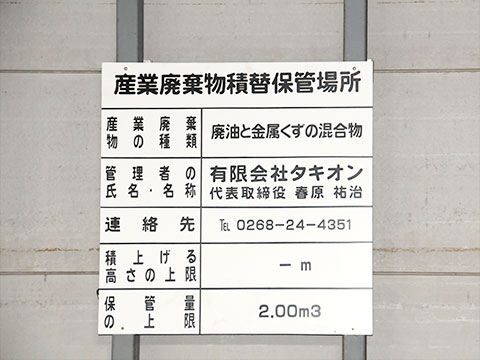 産業廃棄物積替保管場所
産業廃棄
物の種類
廃油と金属くずの混合物
管理者の
氏名・名称
有限会社タキオン
代表取締役 春原 祐治
連絡先
℡ 0268-24-4351
積上げる
高さの上限
－m
保管量
の上限
2.00m3